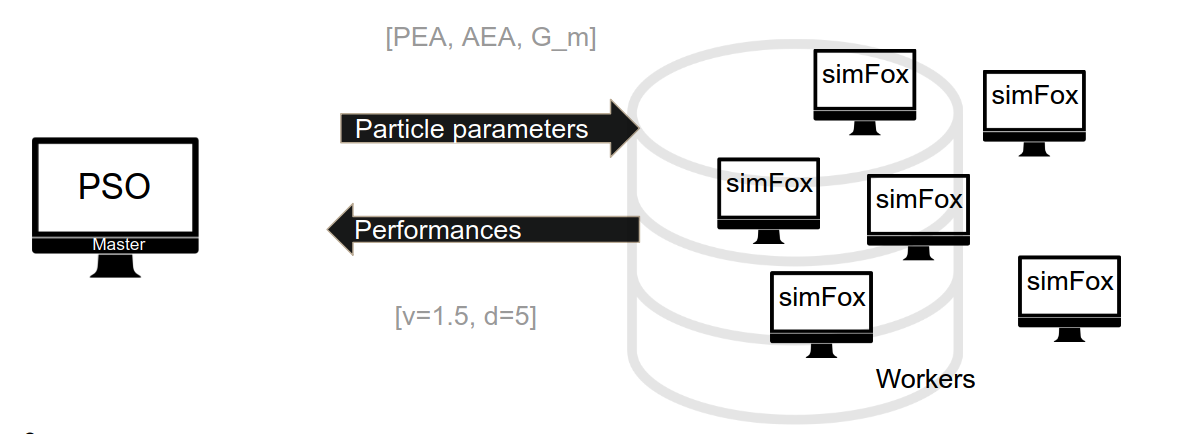 [PEA, AEA, G_m]
simFox
simFox
Particle parameters
PSO
simFox
simFox
Performances
Master
simFox
simFox
[v=1.5, d=5]
Workers